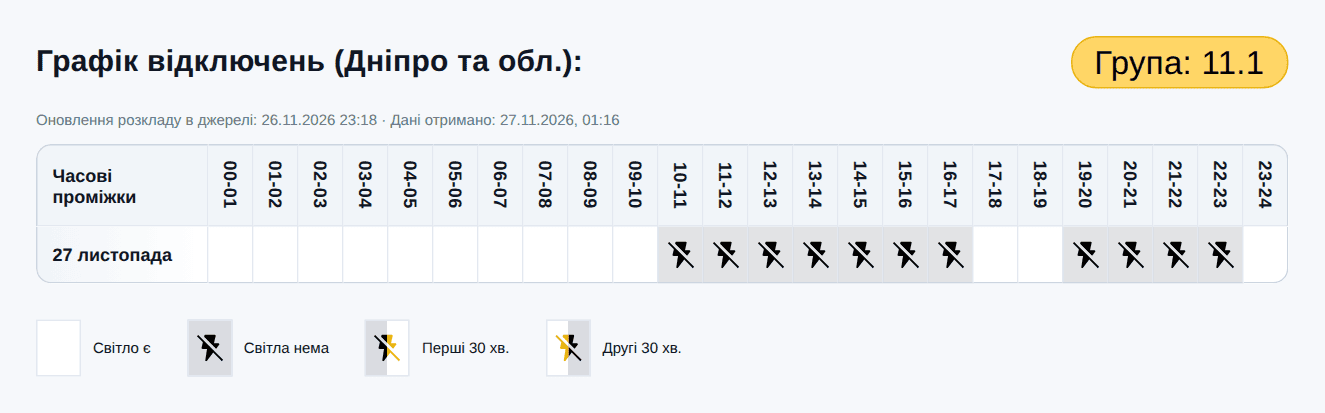 Графік відключень (Дніпро та обл.):
Група: 11.1
Оновлення розкладу в джерелі: 26.11.2026 23:18 · Дані отримано: 27.11.2026, 01:16
Часові
проміжки
00-01
01-02
02-03
03-04
04-05
05-06
06-07
07-08
08-09
09-10
10-11
11-12
12-13
13-14
14-15
15-16
16-17
17-18
18-19
19-20
20-21
21-22
22-23
23-24
27 листопада
Світло є
Світла нема
Перші 30 хв.
Другі 30 хв.